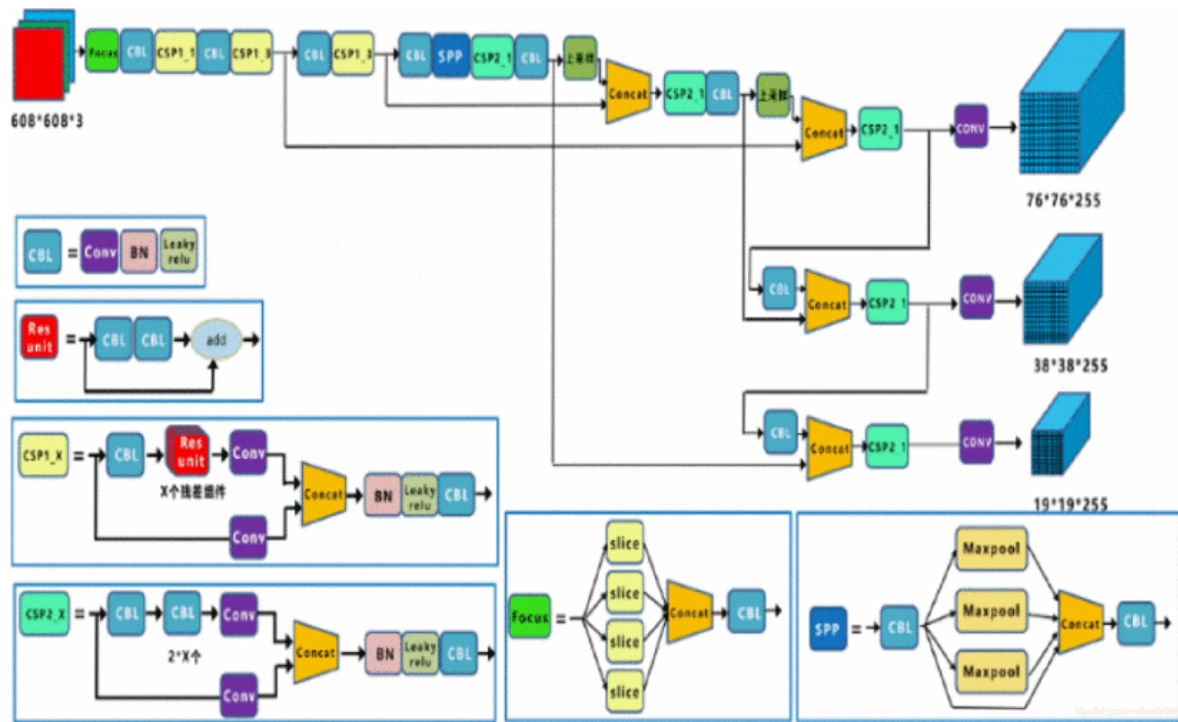 Focus CBL CSP1_1 CBL CSP1_3 CBL CSP1_3 CBL SPP CSP2_1 CBL 上采样
Concat CSP2_1 CBL 上采样
Concat CSP2_1 CONV
608*608*3
76*76*255
CBL = Conv BN Leaky relu
CBL Concat CSP2_1 CONV
38*38*255
Res unit = CBL CBL add
CBL Concat CSP2_1 CONV
19*19*255
CSP1_X = CBL Res unit Conv
X个残差组件
Concat BN Leaky relu CBL
Conv
CSP2_X = CBL CBL Conv
2*X个
Concat BN Leaky relu CBL
Conv
Focus =
slice
slice
slice
slice
Concat CBL
SPP = CBL
Maxpool
Maxpool
Maxpool
Concat CBL